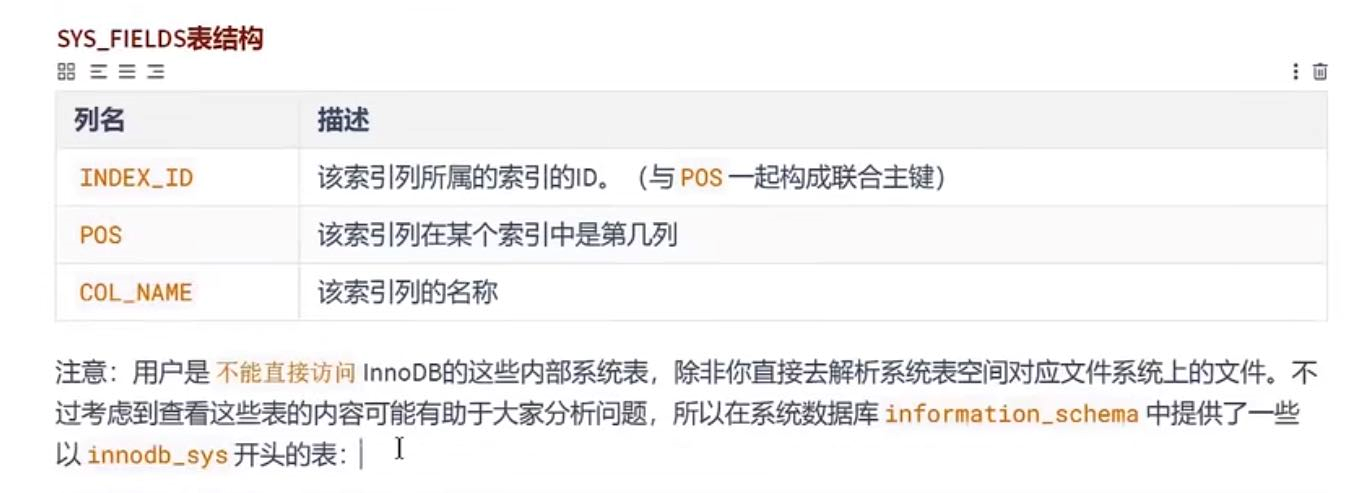 SYS_FIELDS表结构
列名 描述
INDEX_ID 该索引列所属的索引的ID。（与 POS 一起构成联合主键）
POS 该索引列在某个索引中是第几列
COL_NAME 该索引列的名称
注意：用户是 不能直接访问 InnoDB的这些内部系统表，除非你直接去解析系统表空间对应文件系统上的文件。不
过考虑到查看这些表的内容可能有助于大家分析问题，所以在系统数据库 information_schema 中提供了一些
以 innodb_sys 开头的表：